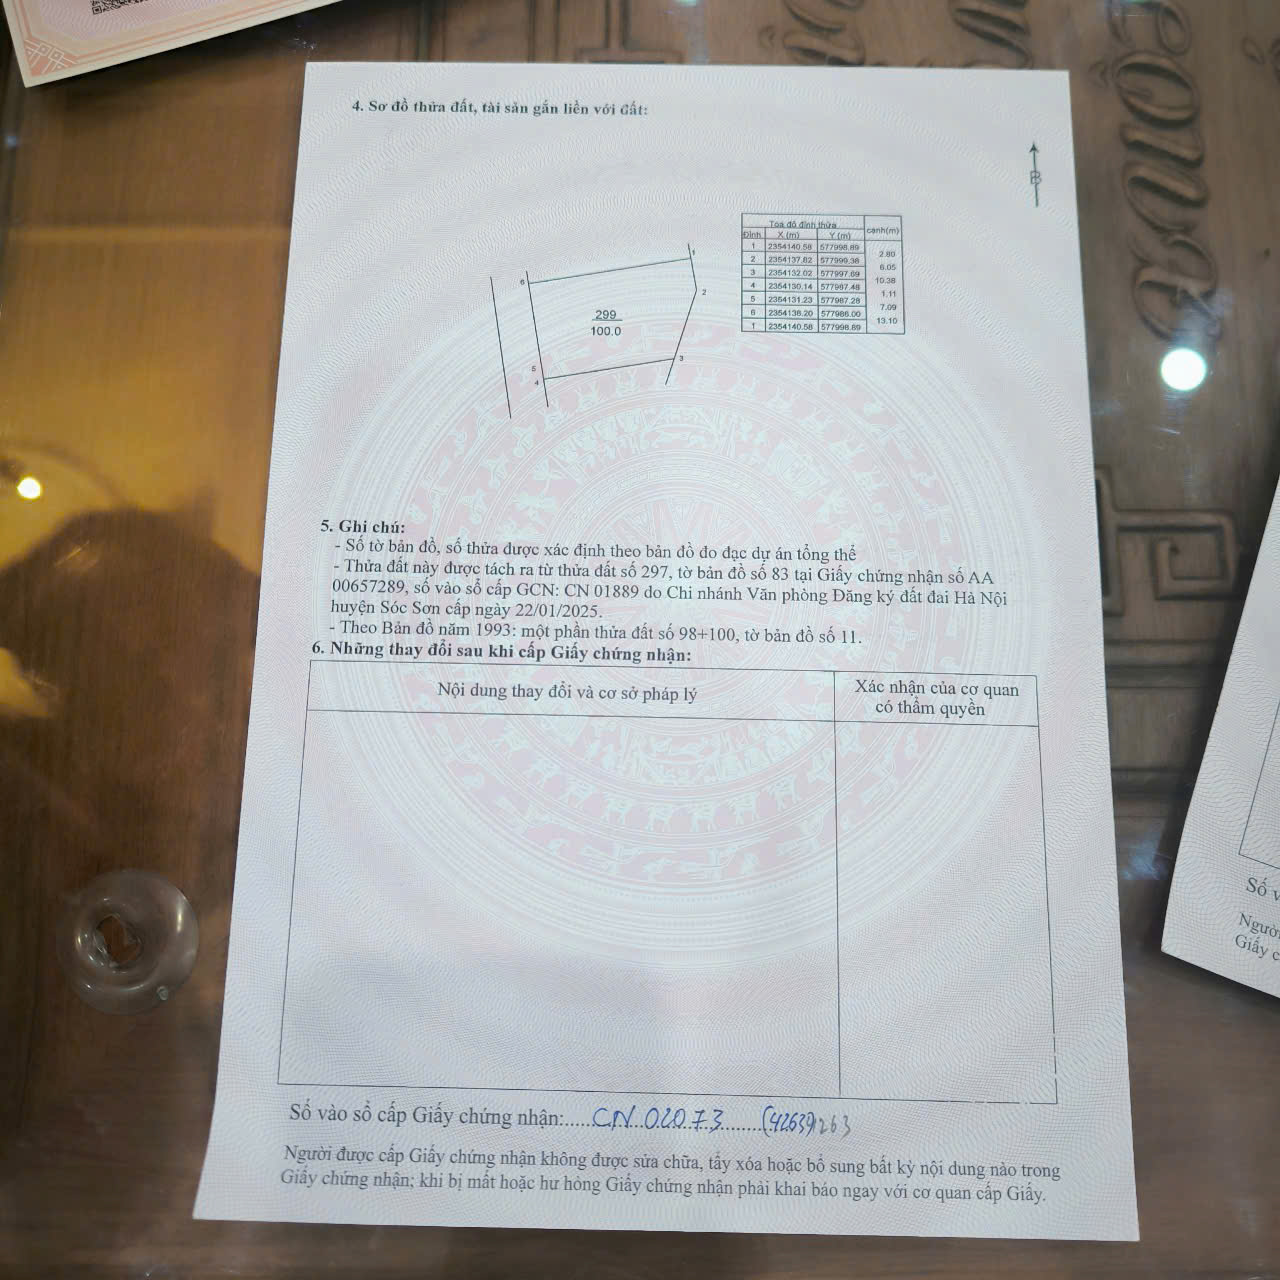 4. Sơ đồ thửa đất, tài sản gắn liền với đất:
B
Tọa độ đỉnh thửa cạnh(m)
Đỉnh X (m) Y (m)
1 2354140.58 577998.89
2.80
2 2354137.82 577999.38
6.05
3 2354132.02 577997.69
10.38
4 2354130.14 577987.48
1.11
5 2354131.23 577987.28
7.09
6 2354138.20 577986.00
13.10
1 2354140.58 577998.89
1
6
2
299
100.0
3
5
4
5. Ghi chú:
- Số tờ bản đồ, số thửa được xác định theo bản đồ đo đạc dự án tổng thể
- Thửa đất này được tách ra từ thửa đất số 297, tờ bản đồ số 83 tại Giấy chứng nhận số AA
00657289, số vào sổ cấp GCN: CN 01889 do Chi nhánh Văn phòng Đăng ký đất đai Hà Nội
huyện Sóc Sơn cấp ngày 22/01/2025.
- Theo Bản đồ năm 1993: một phần thửa đất số 98+100, tờ bản đồ số 11.
6. Những thay đổi sau khi cấp Giấy chứng nhận:
Nội dung thay đổi và cơ sở pháp lý
Xác nhận của cơ quan
có thẩm quyền
Số vào sổ cấp Giấy chứng nhận:.....CN.02073........
Người được cấp Giấy chứng nhận không được sửa chữa, tẩy xóa hoặc bổ sung bất kỳ nội dung nào trong
Giấy chứng nhận; khi bị mất hoặc hư hỏng Giấy chứng nhận phải khai báo ngay với cơ quan cấp Giấy.
Số v
Người
Giấy c